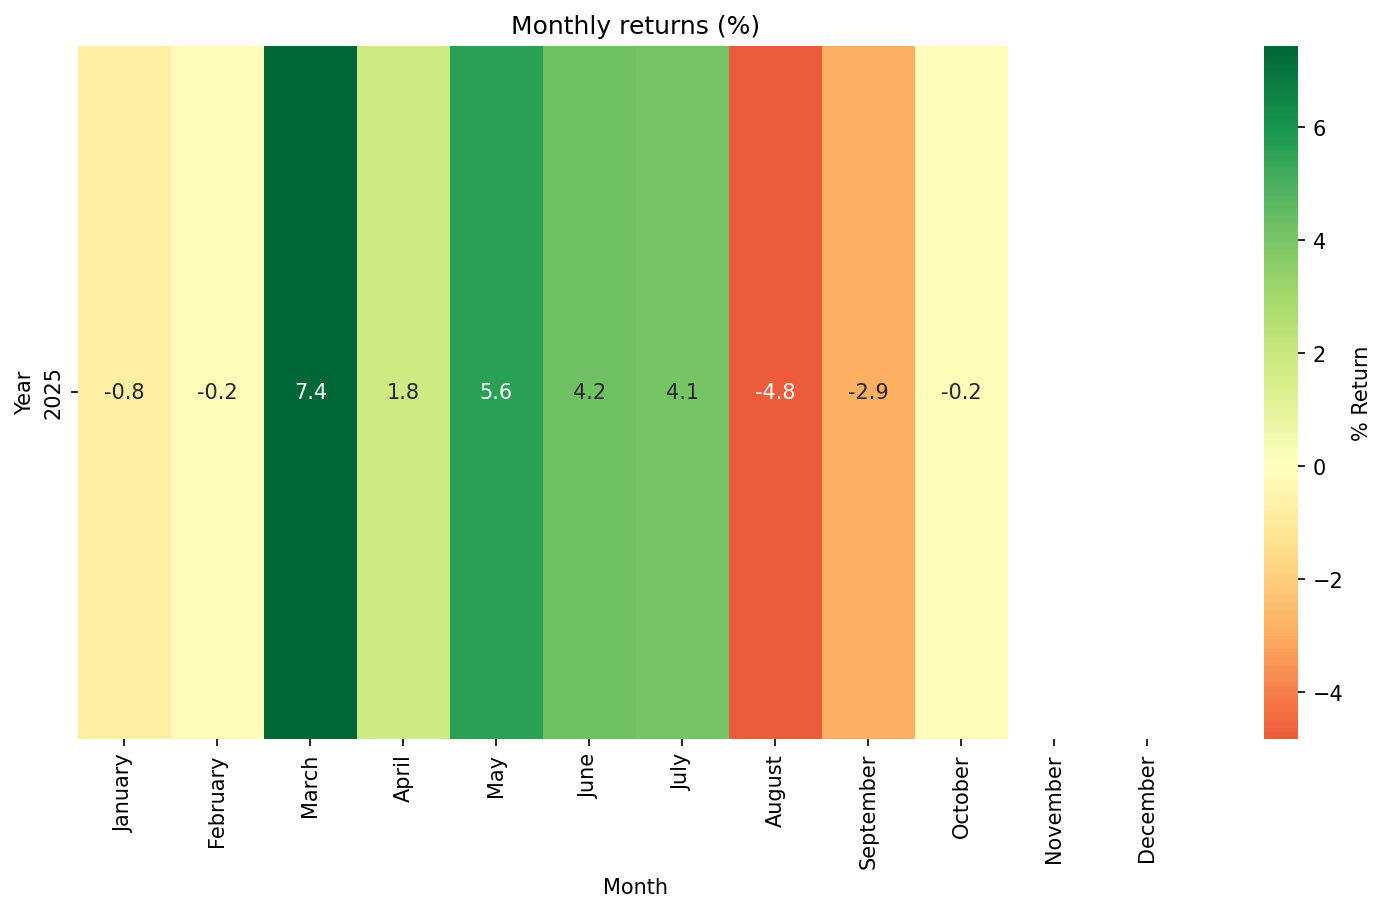 Monthly returns (%)
Year
2025
-0.8 -0.2 7.4 1.8 5.6 4.2 4.1 -4.8 -2.9 -0.2
January February March April May June July August September October November December
Month
6
4
2
0
−2
−4
% Return